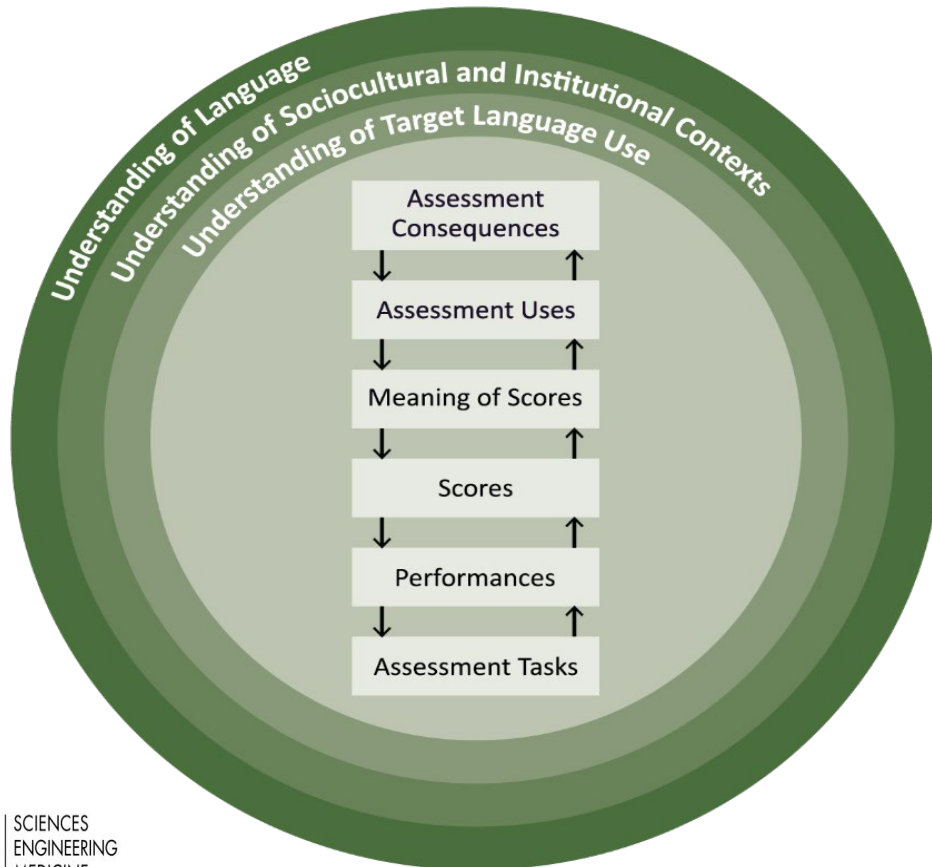 Understanding of Language
Understanding of Sociocultural and Institutional Contexts
Understanding of Target Language Use
Assessment
Consequences
Assessment Uses
Meaning of Scores
Scores
Performances
Assessment Tasks
SCIENCES
ENGINEERING
MEDICINE